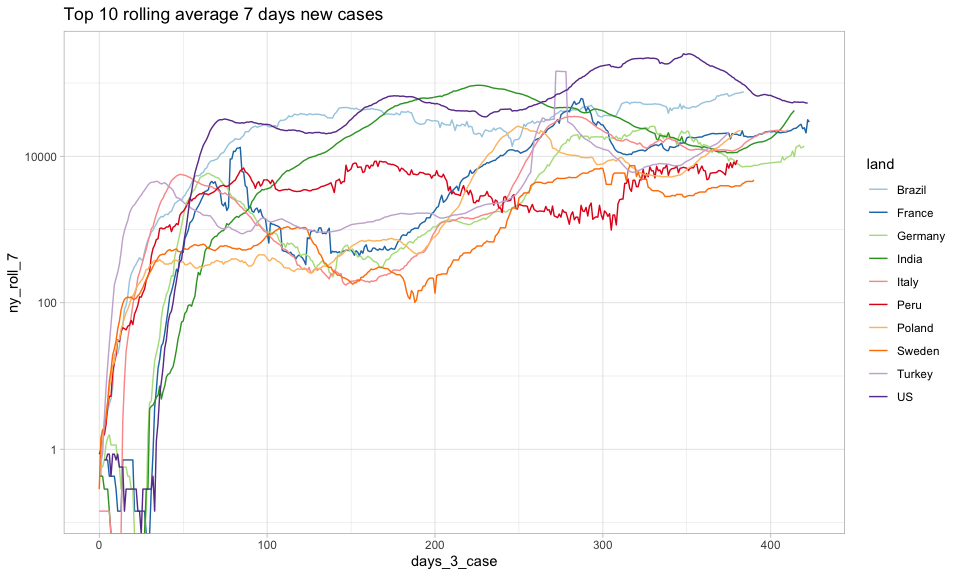 Top 10 rolling average 7 days new cases
ny_roll_7
10000
100
1
0
100
200
300
400
days_3_case
land
Brazil
France
Germany
India
Italy
Peru
Poland
Sweden
Turkey
US